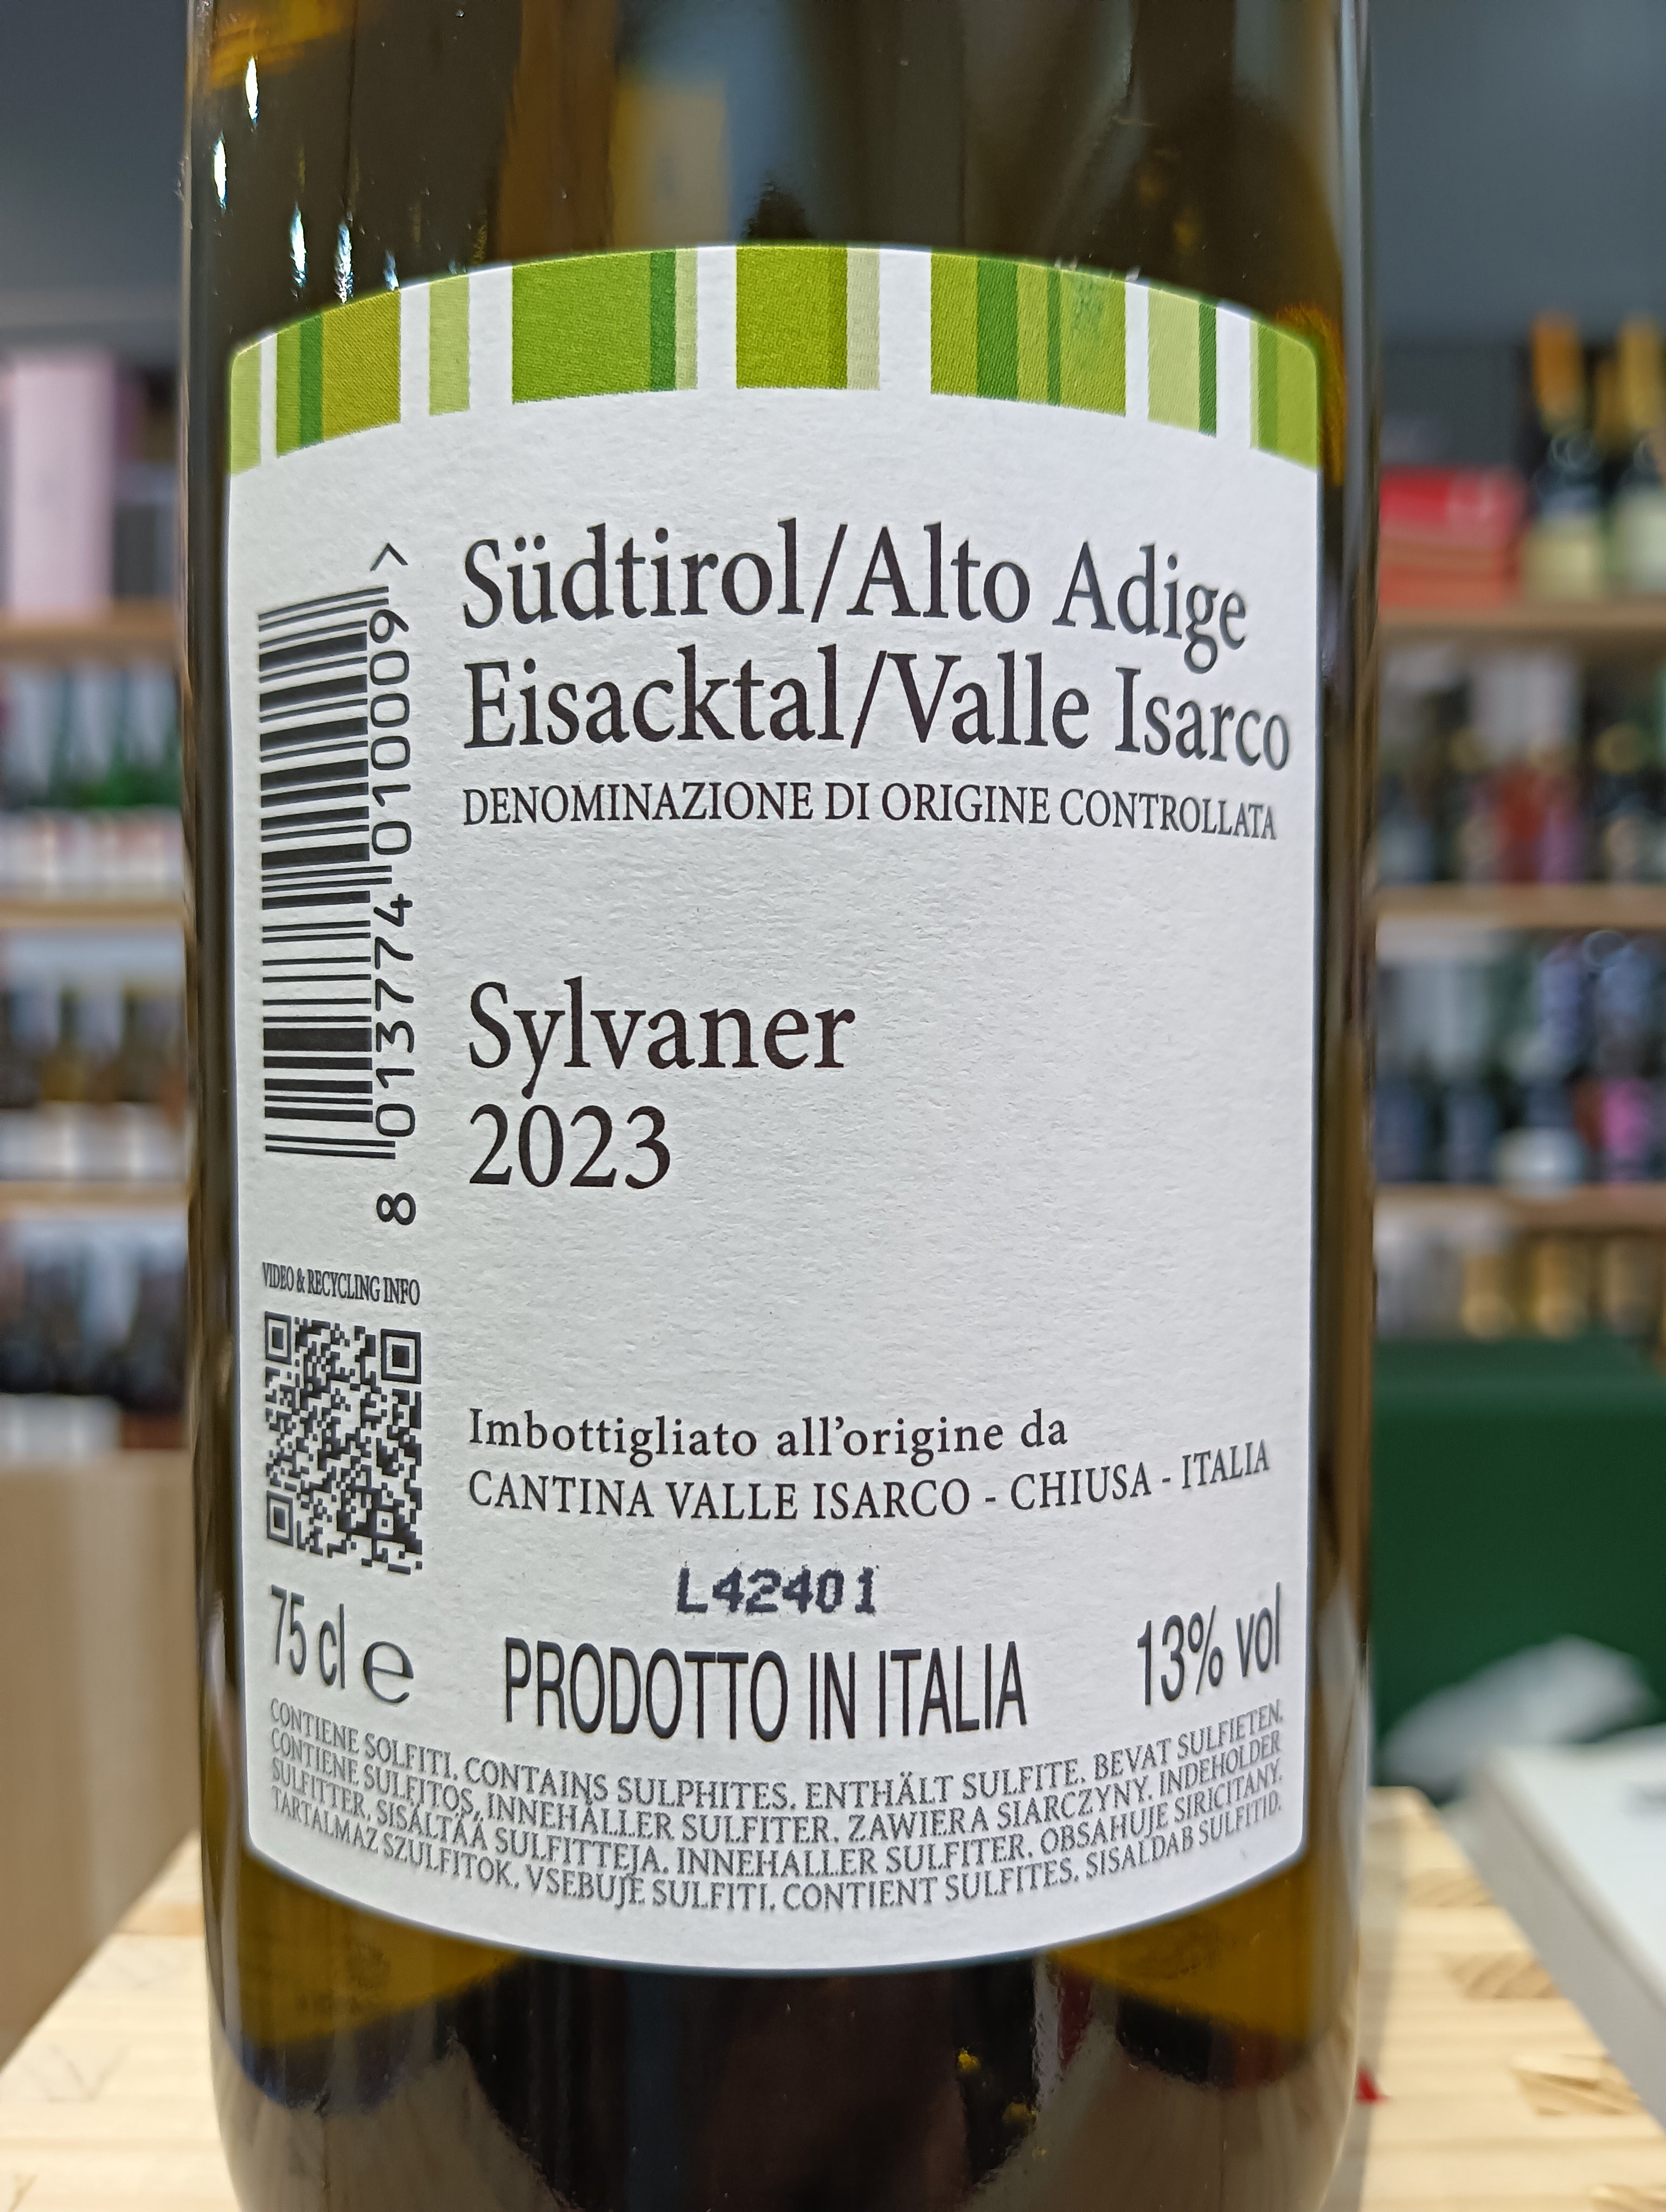 Südtirol/Alto Adige
Eisacktal/Valle Isarco
DENOMINAZIONE DI ORIGINE CONTROLLATA
8 013774 010009 >
Sylvaner
2023
VIDEO & RECYCLING INFO
Imbottigliato all'origine da
CANTINA VALLE ISARCO - CHIUSA - ITALIA
L42401
75 cl e
PRODOTTO IN ITALIA
13% vol
CONTIENE SOLFITI. CONTAINS SULPHITES. ENTHÄLT SULFITE. BEVAT SULFIETEN.
CONTIENE SULFITOS. INNEHÅLLER SULFITER. ZAWIERA SIARCZYNY. INDEHOLDER
SULFITTER. SISÄLTÄÄ SULFITTEJA. INNEHALLER SULFITER. OBSAHUJE SIRICITANY.
TARTALMAZ SZULFITOK. VSEBUJE SULFITI. CONTIENT SULFITES. SISALDAB SULFITID.